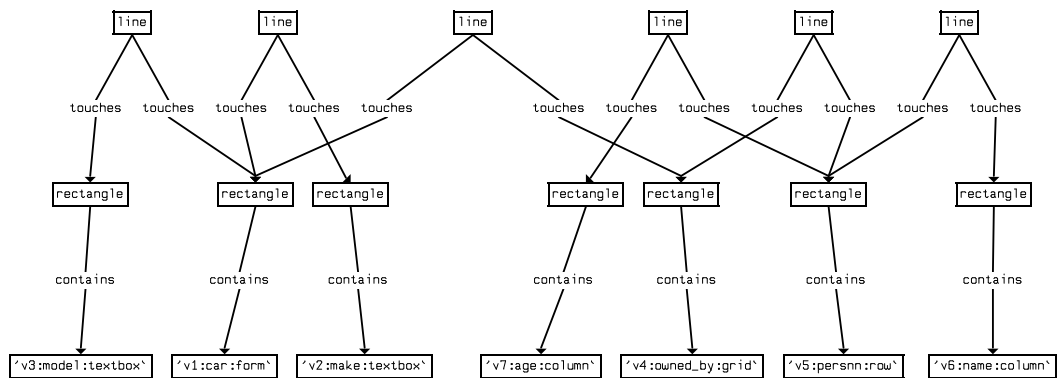 line line line line line line
touches touches touches touches touches touches touches touches touches touches touches touches
rectangle rectangle rectangle rectangle rectangle rectangle rectangle
contains contains contains contains contains contains contains
`v3:model:textbox` `v1:car:form` `v2:make:textbox` `v7:age:column` `v4:owned_by:grid` `v5:persnn:row` `v6:name:column`